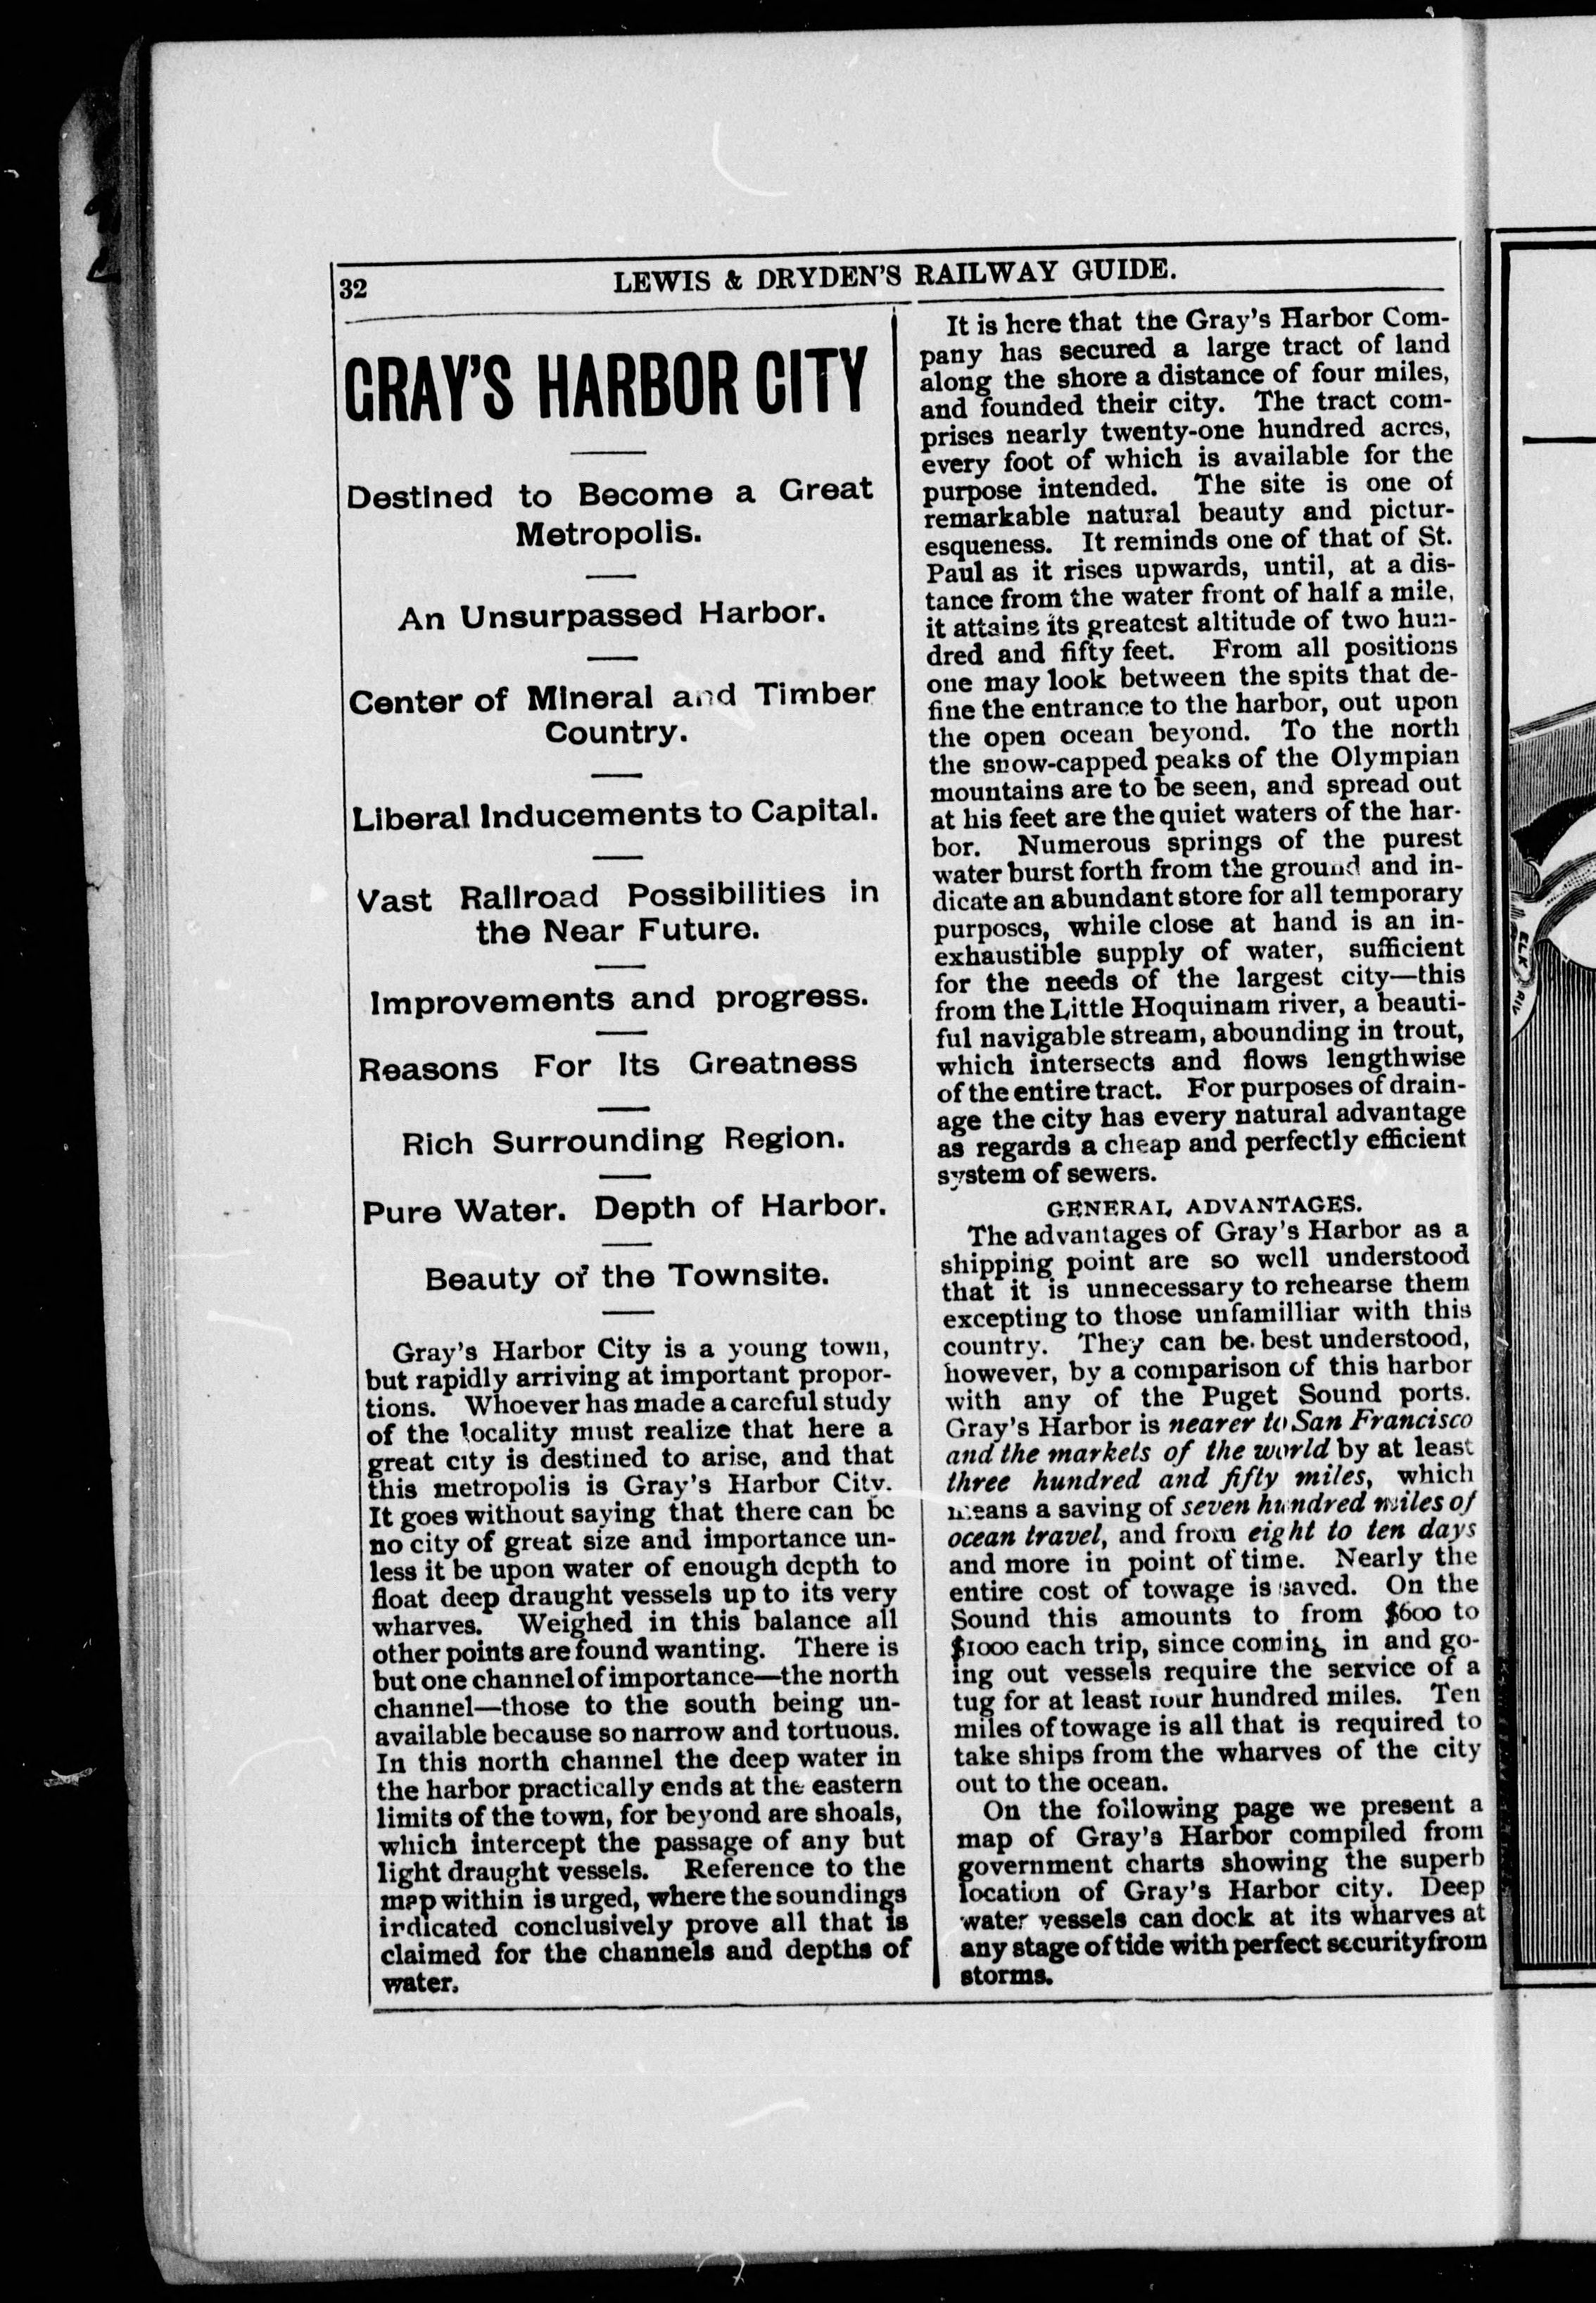 32
LEWIS & DRYDEN'S RAILWAY GUIDE.
GRAY'S HARBOR CITY
Destined to Become a Great
Metropolis.
An Unsurpassed Harbor.
Center of Mineral and Timber
Country.
Liberal Inducements to Capital.
Vast Railroad Possibilities in
the Near Future.
Improvements and progress.
Reasons For Its Greatness
Rich Surrounding Region.
Pure Water. Depth of Harbor.
Beauty of the Townsite.
Gray's Harbor City is a young town,
but rapidly arriving at important propor-
tions. Whoever has made a careful study
of the locality must realize that here a
great city is destined to arise, and that
this metropolis is Gray's Harbor City.
It goes without saying that there can be
no city of great size and importance un-
less it be upon water of enough depth to
float deep draught vessels up to its very
wharves. Weighed in this balance all
other points are found wanting. There is
but one channel of importance—the north
channel—those to the south being un-
available because so narrow and tortuous.
In this north channel the deep water in
the harbor practically ends at the eastern
limits of the town, for beyond are shoals,
which intercept the passage of any but
light draught vessels. Reference to the
map within is urged, where the soundings
indicated conclusively prove all that is
claimed for the channels and depths of
water.
It is here that the Gray's Harbor Com-
pany has secured a large tract of land
along the shore a distance of four miles,
and founded their city. The tract com-
prises nearly twenty-one hundred acres,
every foot of which is available for the
purpose intended. The site is one of
remarkable natural beauty and pictur-
esqueness. It reminds one of that of St.
Paul as it rises upwards, until, at a dis-
tance from the water front of half a mile,
it attains its greatest altitude of two hun-
dred and fifty feet. From all positions
one may look between the spits that de-
fine the entrance to the harbor, out upon
the open ocean beyond. To the north
the snow-capped peaks of the Olympian
mountains are to be seen, and spread out
at his feet are the quiet waters of the har-
bor. Numerous springs of the purest
water burst forth from the ground and in-
dicate an abundant store for all temporary
purposes, while close at hand is an in-
exhaustible supply of water, sufficient
for the needs of the largest city—this
from the Little Hoquinam river, a beauti-
ful navigable stream, abounding in trout,
which intersects and flows lengthwise
of the entire tract. For purposes of drain-
age the city has every natural advantage
as regards a cheap and perfectly efficient
system of sewers.
GENERAL ADVANTAGES.
The advantages of Gray's Harbor as a
shipping point are so well understood
that it is unnecessary to rehearse them
excepting to those unfamilliar with this
country. They can be best understood,
however, by a comparison of this harbor
with any of the Puget Sound ports.
Gray's Harbor is nearer to San Francisco
and the markets of the world by at least
three hundred and fifty miles, which
means a saving of seven hundred miles of
ocean travel, and from eight to ten days
and more in point of time. Nearly the
entire cost of towage is saved. On the
Sound this amounts to from $600 to
$1000 each trip, since coming in and go-
ing out vessels require the service of a
tug for at least four hundred miles. Ten
miles of towage is all that is required to
take ships from the wharves of the city
out to the ocean.
On the following page we present a
map of Gray's Harbor compiled from
government charts showing the superb
location of Gray's Harbor city. Deep
water vessels can dock at its wharves at
any stage of tide with perfect security from
storms.
ELK RIV